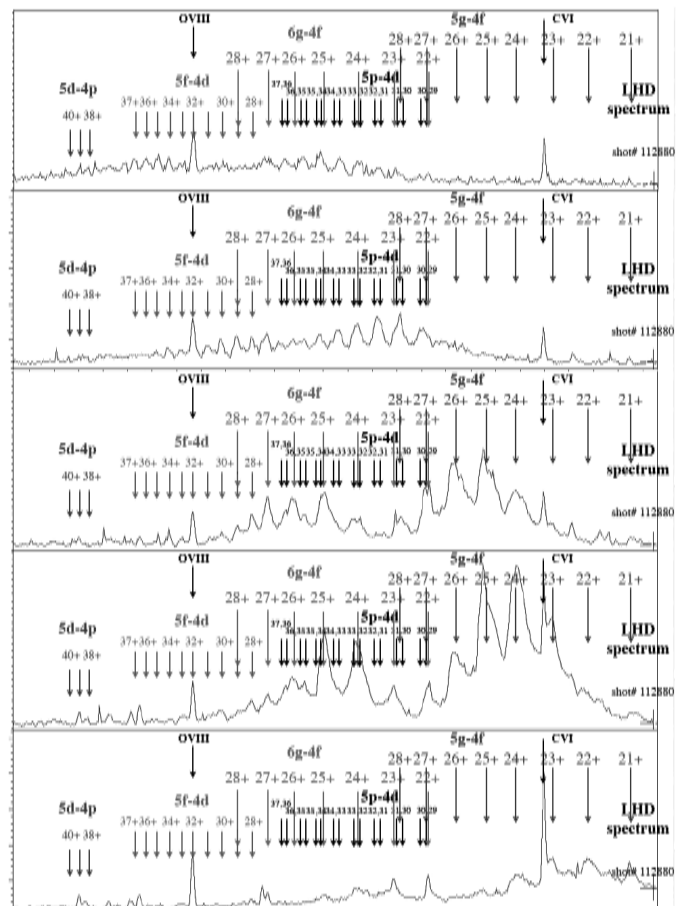 OVIII
5g-4f
CVI
6g-4f
28+ 27+ 26+ 25+ 24+ 23+ 22+ 21+
28+ 27+ 26+ 25+ 24+ 23+ 22+
5d-4p
5f-4d
37,36
5p-4d
LHD
spectrum
37+ 36+ 34+ 32+ 30+ 28+
40+ 38+
shot# 112880
OVIII
5g-4f
CVI
6g-4f
28+ 27+ 26+ 25+ 24+ 23+ 22+ 21+
28+ 27+ 26+ 25+ 24+ 23+ 22+
5d-4p
5f-4d
37,36
5p-4d
LHD
spectrum
37+ 36+ 34+ 32+ 30+ 28+
40+ 38+
shot# 112880
OVIII
5g-4f
CVI
6g-4f
28+ 27+ 26+ 25+ 24+ 23+ 22+ 21+
28+ 27+ 26+ 25+ 24+ 23+ 22+
5d-4p
5f-4d
37,36
5p-4d
LHD
spectrum
37+ 36+ 34+ 32+ 30+ 28+
40+ 38+
shot# 112880
OVIII
5g-4f
CVI
6g-4f
28+ 27+ 26+ 25+ 24+ 23+ 22+ 21+
28+ 27+ 26+ 25+ 24+ 23+ 22+
5d-4p
5f-4d
37,36
5p-4d
LHD
spectrum
37+ 36+ 34+ 32+ 30+ 28+
40+ 38+
shot# 112880
OVIII
5g-4f
CVI
6g-4f
28+ 27+ 26+ 25+ 24+ 23+ 22+ 21+
28+ 27+ 26+ 25+ 24+ 23+ 22+
5d-4p
5f-4d
37,36
5p-4d
LHD
spectrum
37+ 36+ 34+ 32+ 30+ 28+
40+ 38+
shot# 112880